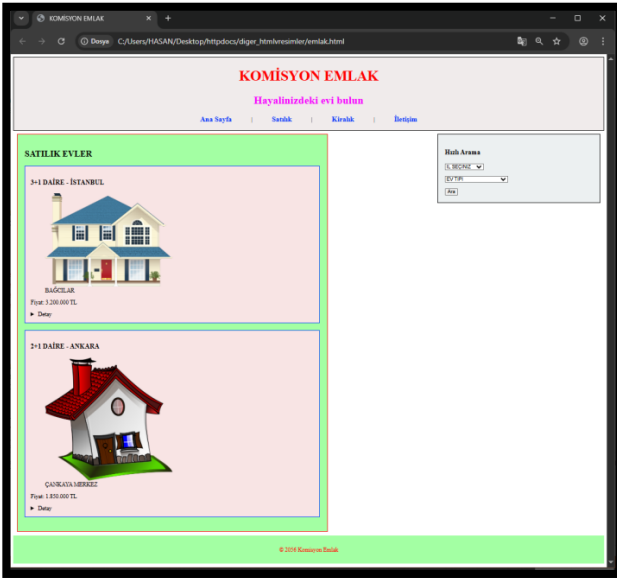 KOMİSYON EMLAK
Dosya C:/Users/HASAN/Desktop/httpdocs/diger_htmlvresimler/emlak.html
KOMİSYON EMLAK
Hayalinizdeki evi bulun
Ana Sayfa | Satılık | Kiralık | İletişim
SATILIK EVLER
3+1 DAİRE - İSTANBUL
BAĞCILAR
Fiyat: 3.200.000 TL
► Detay
2+1 DAİRE - ANKARA
ÇANKAYA MERKEZ
Fiyat: 1.850.000 TL
► Detay
Hızlı Arama
İL SEÇİNİZ
EV TİPİ
Ara
Komisyon Emlak